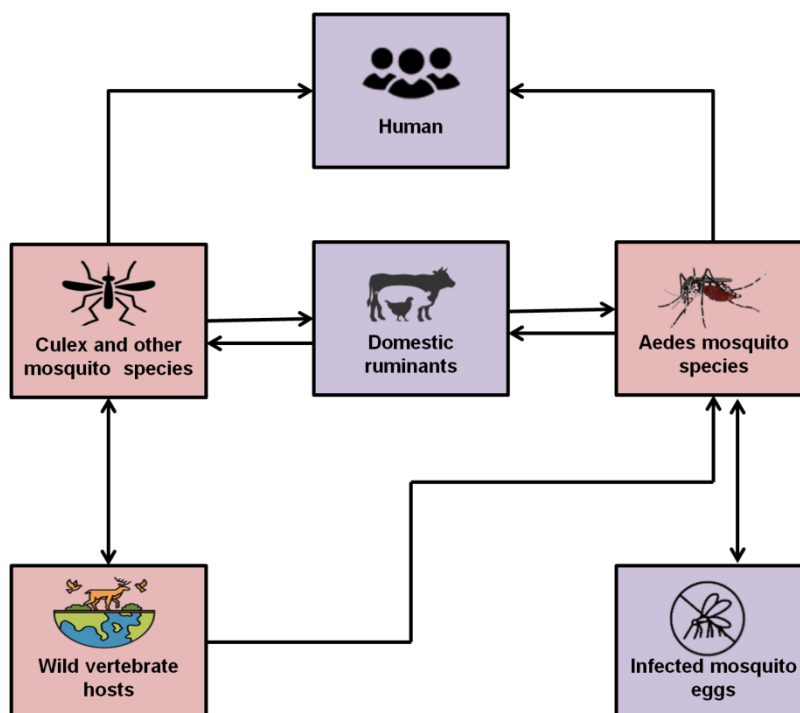 Human
Culex and other
mosquito species
Domestic
ruminants
Aedes mosquito
species
Wild vertebrate
hosts
Infected mosquito
eggs